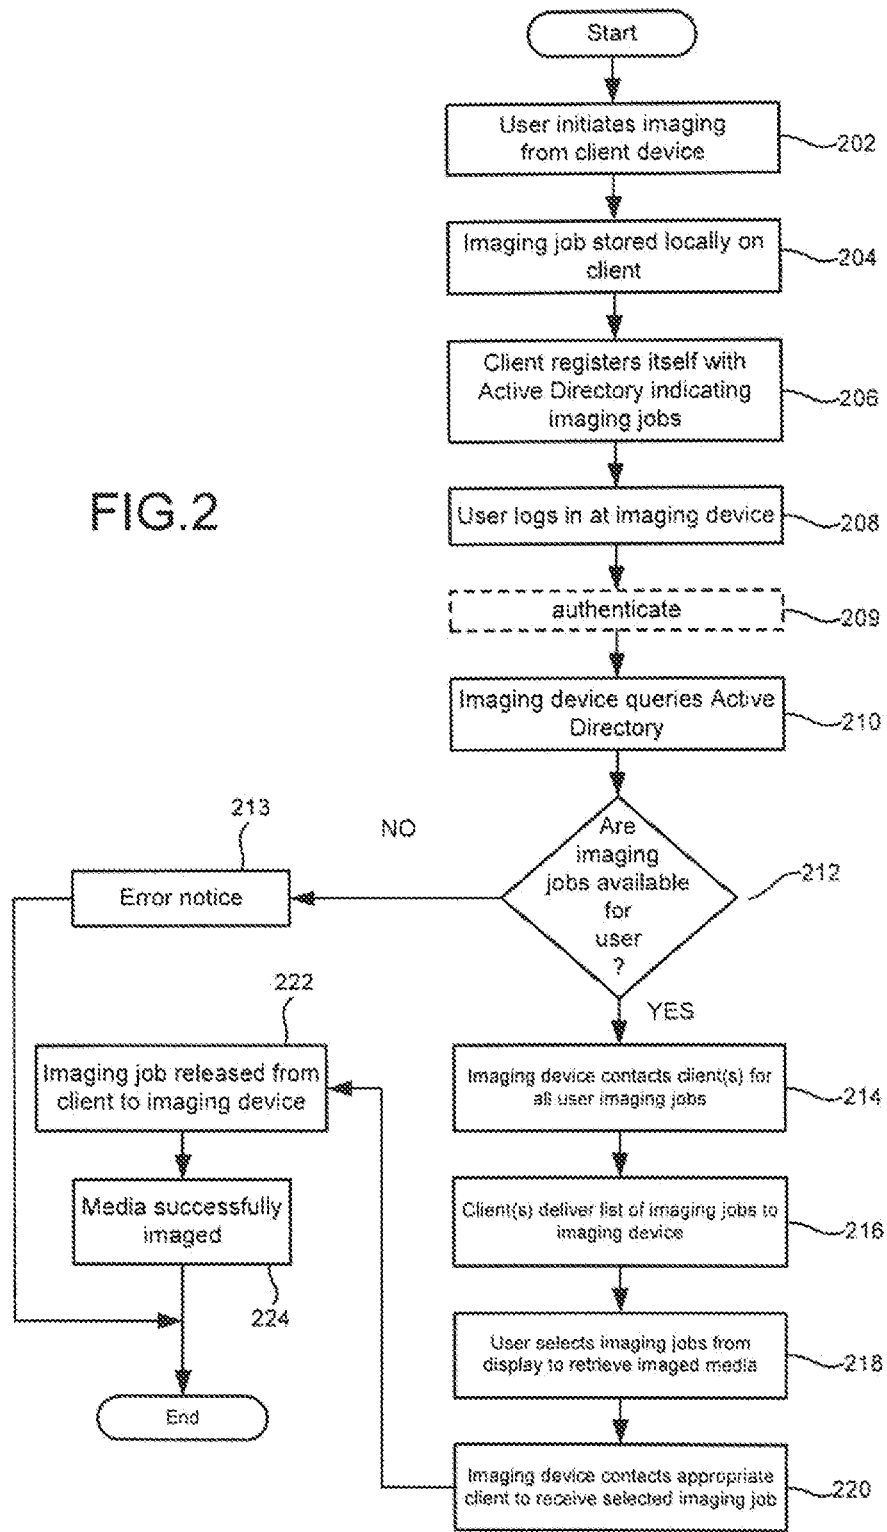 Start
User initiates imaging
from client device
202
Imaging job stored locally on
client
204
Client registers itself with
Active Directory indicating
imaging jobs
206
FIG.2
User logs in at imaging device
208
authenticate
209
Imaging device queries Active
Directory
210
213
NO
Are
imaging
jobs available
for
user
?
212
Error notice
YES
222
Imaging job released from
client to imaging device
Imaging device contacts client(s) for
all user imaging jobs
214
Media successfully
imaged
224
Client(s) deliver list of imaging jobs to
imaging device
216
User selects imaging jobs from
display to retrieve imaged media
218
End
Imaging device contacts appropriate
client to receive selected imaging job
220